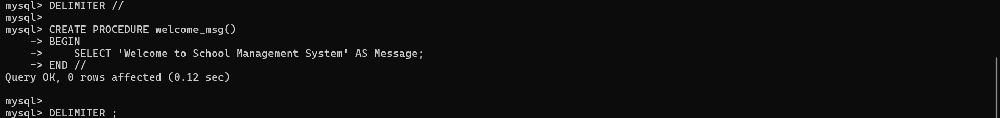 mysql> DELIMITER //
mysql>
mysql> CREATE PROCEDURE welcome_msg()
    -> BEGIN
    ->     SELECT 'Welcome to School Management System' AS Message;
    -> END //
Query OK, 0 rows affected (0.12 sec)

mysql>
mysql> DELIMITER ;